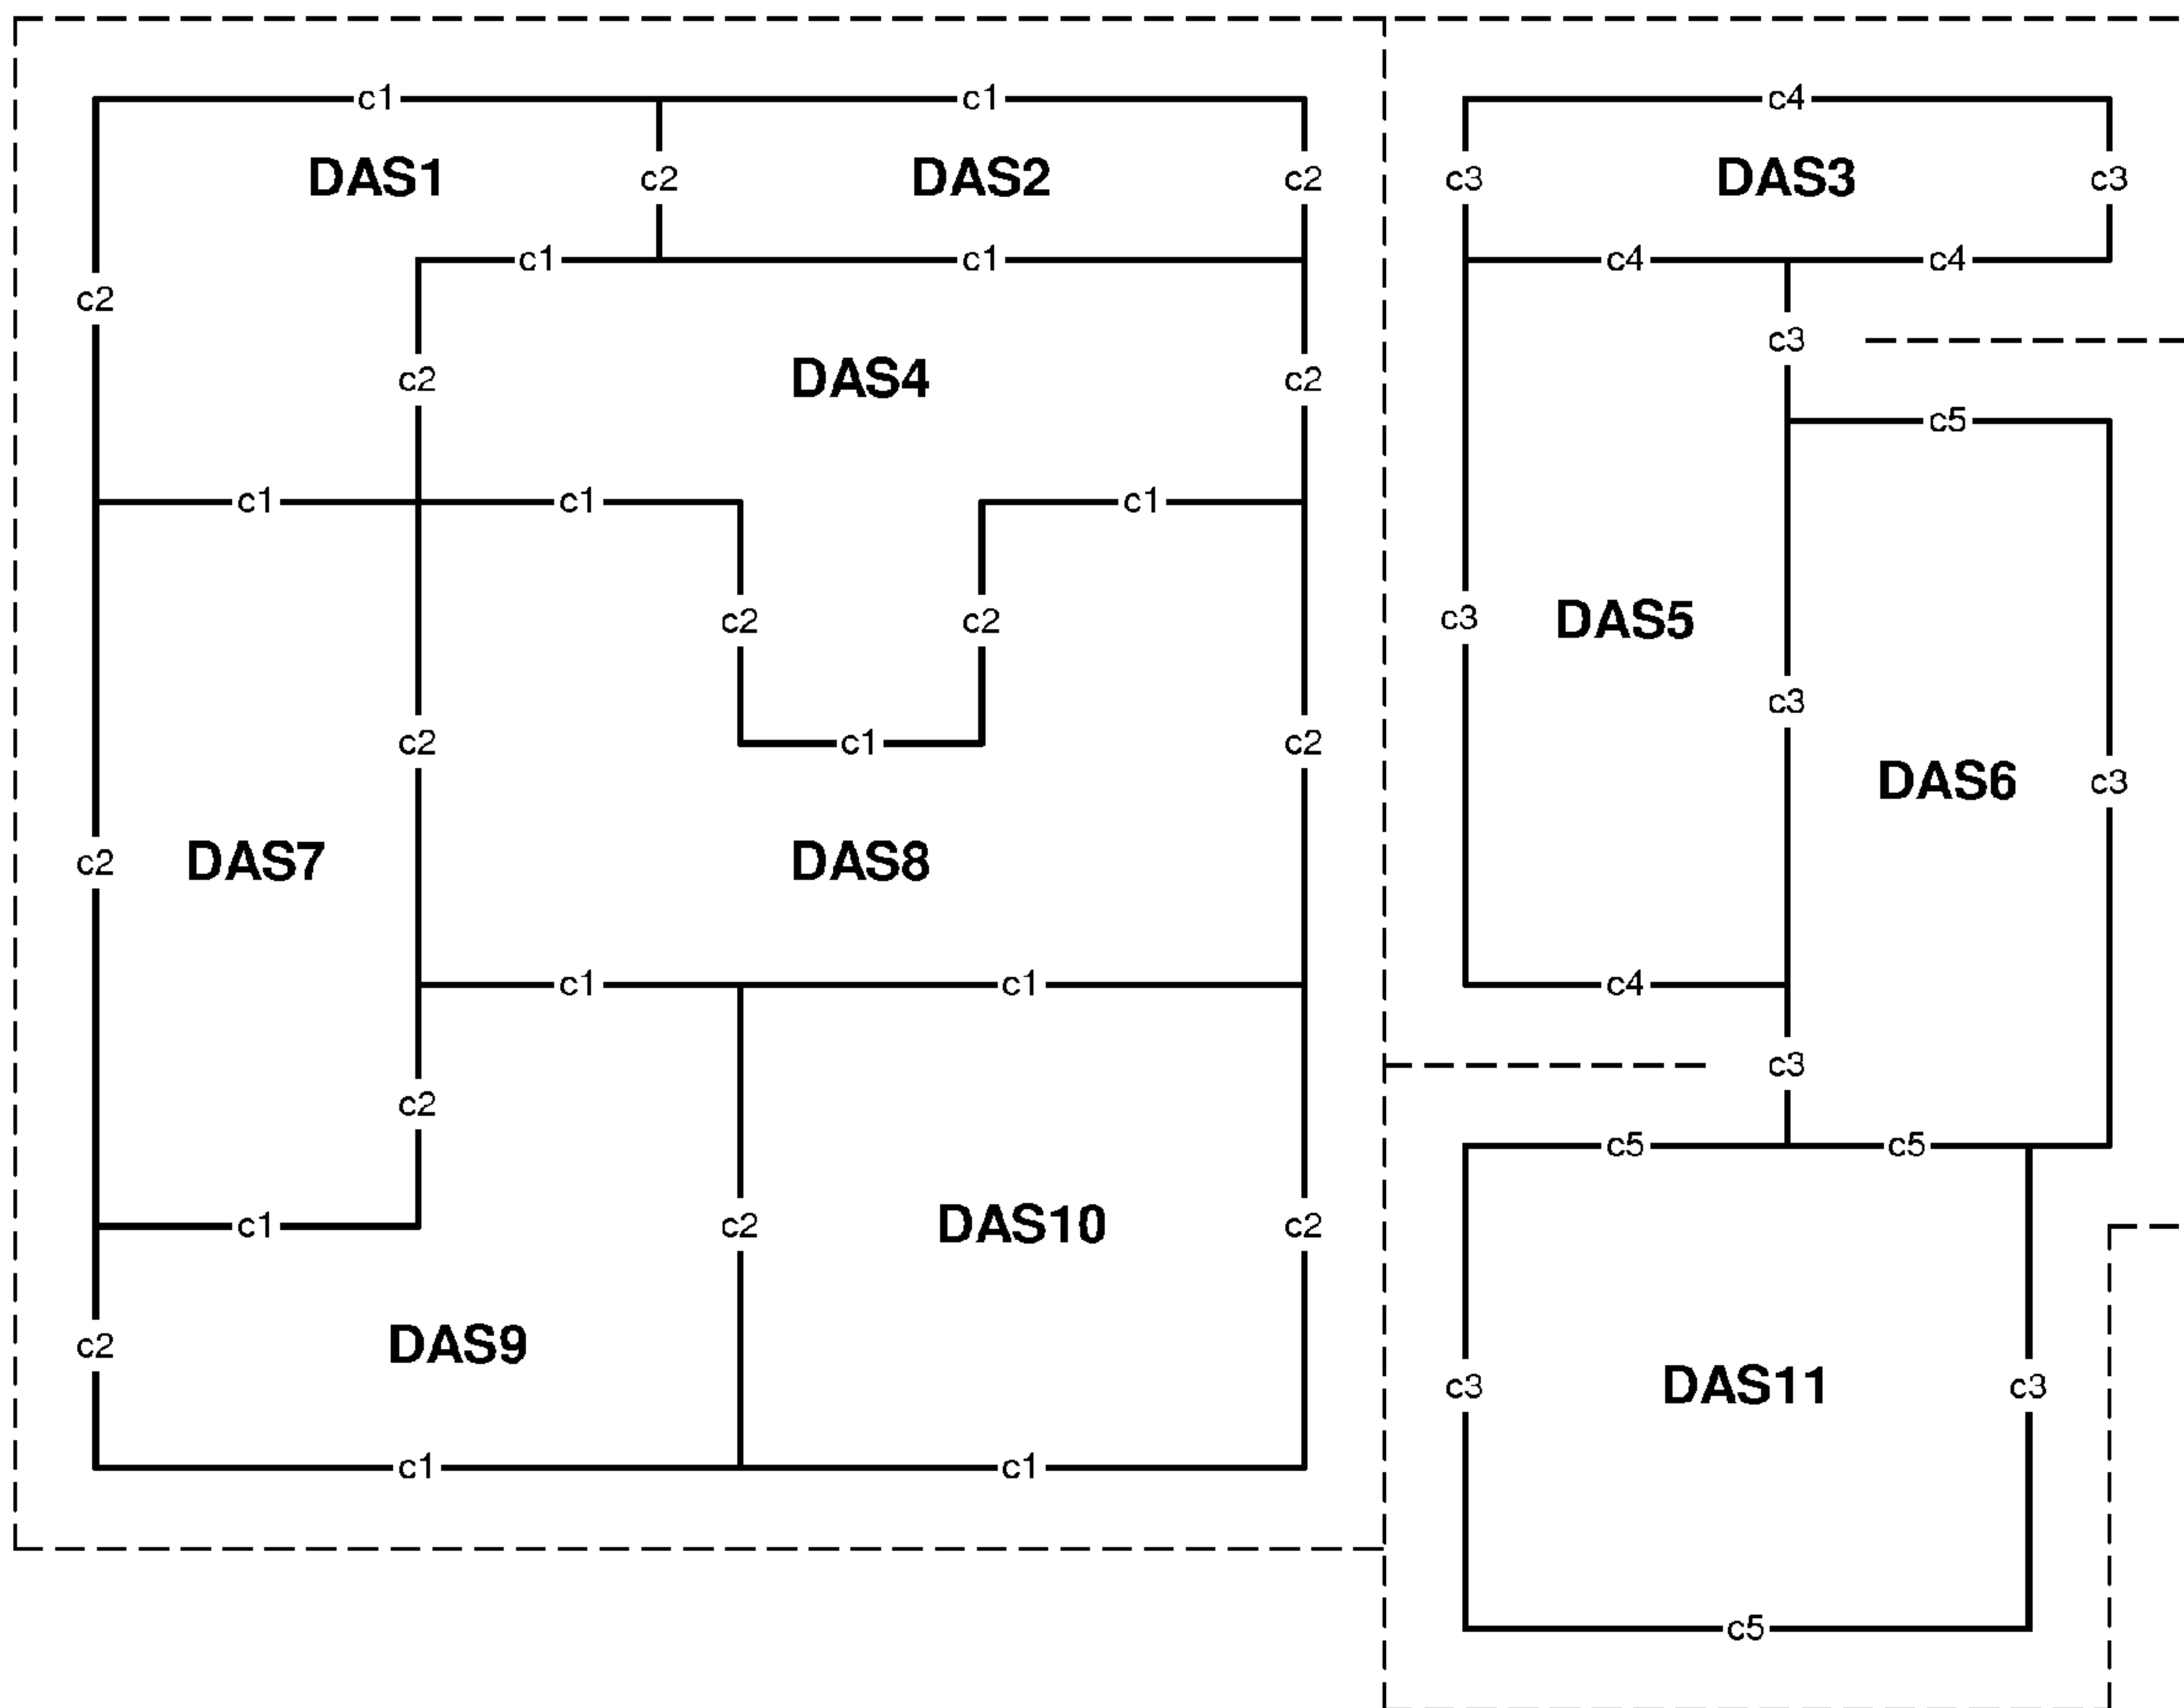 c1 c1 c4
DAS1 c2 DAS2 c2 c3 DAS3 c3
c1 c1 c4 c4
c2
c3
c2 DAS4 c2
c5
c1 c1 c1
c2 c2 c3 DAS5
c3
c2 c1 c2
DAS6 c3
c2 DAS7 DAS8
c1 c1 c4
c3
c2
c5 c5
c1 c2 DAS10 c2
c2 DAS9
c3 DAS11 c3
c1 c1
c5